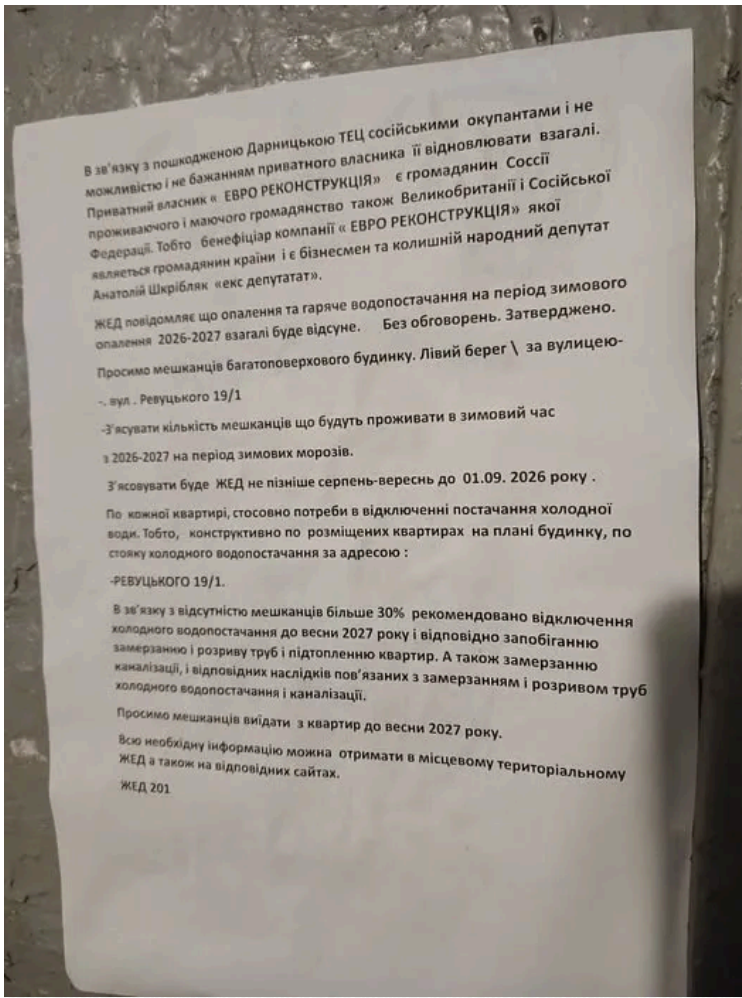 В зв'язку з пошкодженою Дарницькою ТЕЦ сосійськими окупантами і не
можливістю і не бажанням приватного власника її відновлювати взагалі.
Приватний власник « ЕВРО РЕКОНСТРУКЦІЯ» є громадянин Соссії
проживаючого і маючого громадянство також Великобританії і Сосійської
Федерації. Тобто бенефіціар компанії « ЕВРО РЕКОНСТРУКЦІЯ» якої
являеться громадянин країни і є бізнесмен та колишній народний депутат
Анатолій Шкрібляк «екс депутатат».
ЖЕД повідомляє що опалення та гаряче водопостачання на період зимового
опалення 2026-2027 взагалі буде відсуне. Без обговорень. Затверджено.
Просимо мешканців багатоповерхового будинку. Лівий берег \ за вулицею-
-. вул . Ревуцького 19/1
-З'ясувати кількість мешканців що будуть проживати в зимовий час
з 2026-2027 на період зимових морозів.
З'ясовувати буде ЖЕД не пізніше серпень-вереснь до 01.09. 2026 року .
По кожної квартирі, стосовно потреби в відключенні постачання холодної
води. Тобто, конструктивно по розміщених квартирах на плані будинку, по
стояку холодного водопостачання за адресою :
-РЕВУЦЬКОГО 19/1.
В зв'язку з відсутністю мешканців більше 30% рекомендовано відключення
холодного водопостачання до весни 2027 року і відповідно запобіганню
замерзанню і розриву труб і підтопленню квартир. А також замерзанню
каналізації, і відповідних наслідків пов'язаних з замерзанням і розривом труб
холодного водопостачання і каналізації.
Просимо мешканців виїдати з квартир до весни 2027 року.
Всю необхідну інформацію можна отримати в місцевому територіальному
ЖЕД а також на відповідних сайтах.
ЖЕД 201